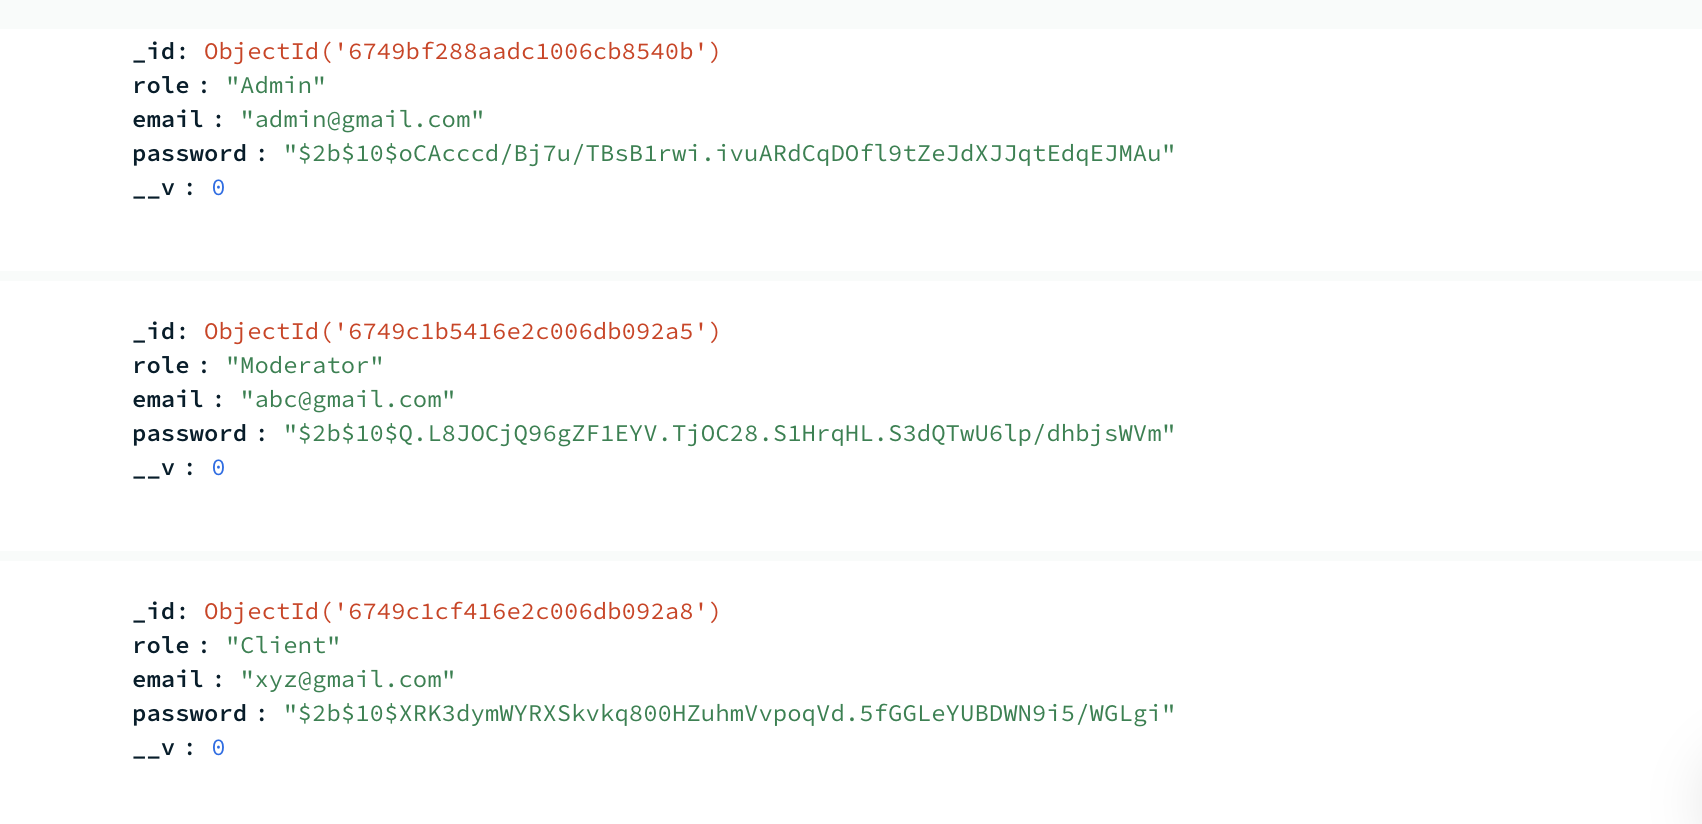 _id: ObjectId('6749bf288aadc1006cb8540b')
role : "Admin"
email : "admin@gmail.com"
password : "$2b$10$oCAcccd/Bj7u/TBsB1rwi.ivuARdCqDOfl9tZeJdXJJqtEdqEJMAu"
__v : 0
_id: ObjectId('6749c1b5416e2c006db092a5')
role : "Moderator"
email : "abc@gmail.com"
password : "$2b$10$Q.L8JOCjQ96gZF1EYV.TjOC28.S1HrqHL.S3dQTwU6lp/dhbjsWVm"
__v : 0
_id: ObjectId('6749c1cf416e2c006db092a8')
role : "Client"
email : "xyz@gmail.com"
password : "$2b$10$XRK3dymWYRXSkvkq800HZuhmVvpoqVd.5fGGLeYUBDWN9i5/WGLgi"
__v : 0